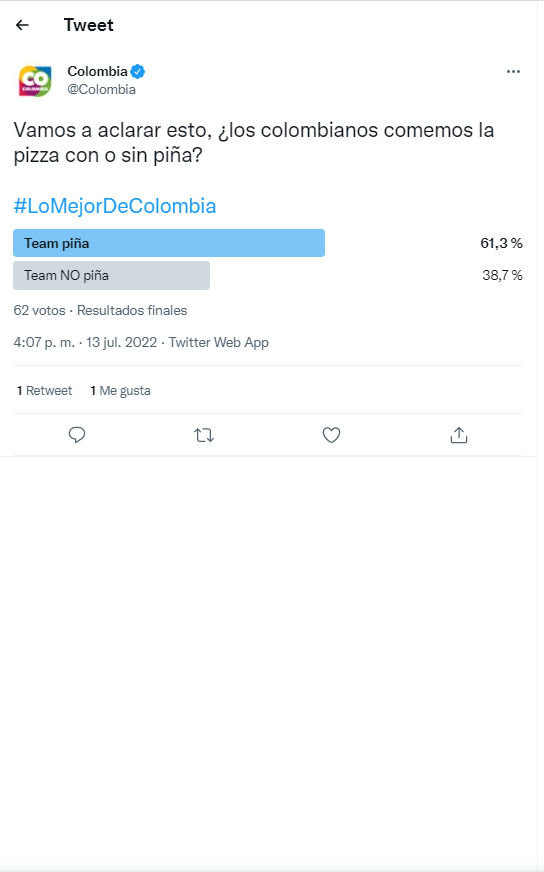 Tweet
CO
COLOMBIA
Colombia
@Colombia
Vamos a aclarar esto, ¿los colombianos comemos la
pizza con o sin piña?
#LoMejorDeColombia
Team piña 61,3 %
Team NO piña 38,7 %
62 votos · Resultados finales
4:07 p. m. · 13 jul. 2022 · Twitter Web App
1 Retweet 1 Me gusta